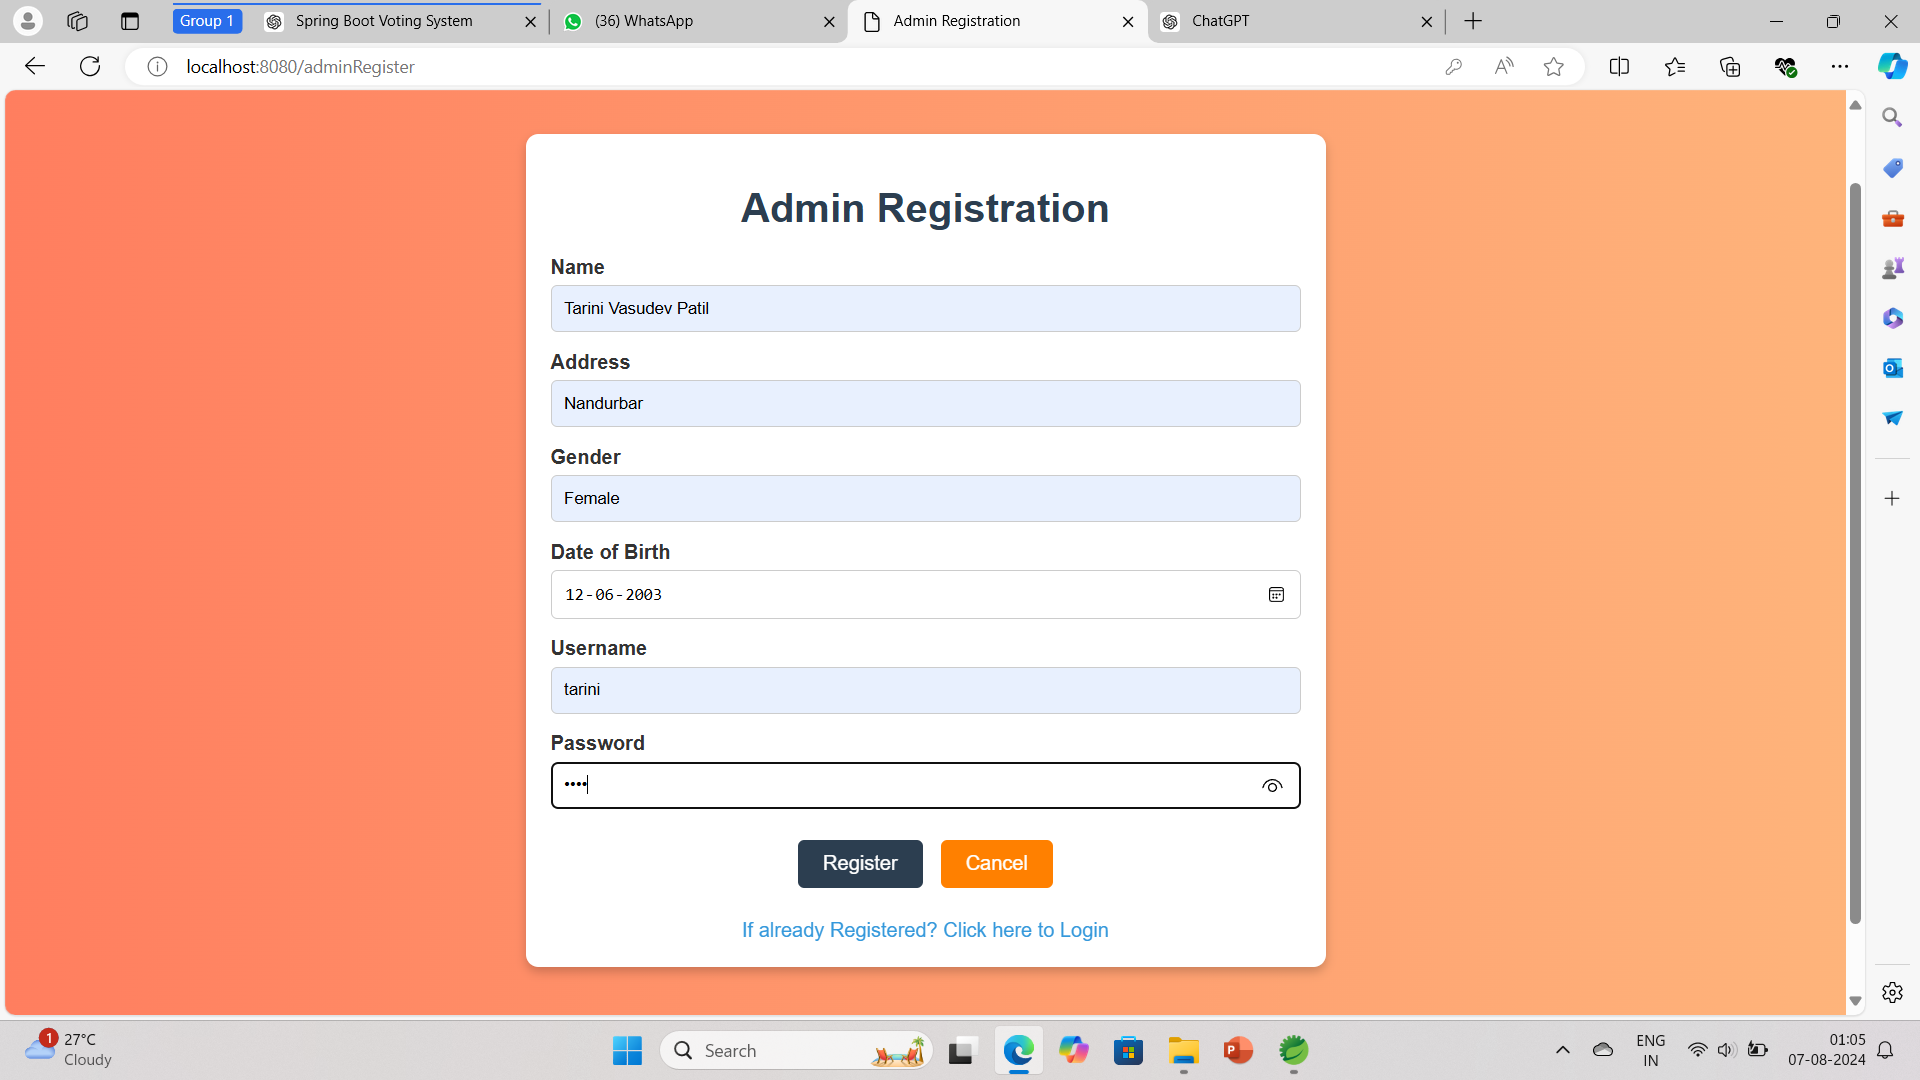 Group 1
Spring Boot Voting System
(36) WhatsApp
Admin Registration
ChatGPT
localhost:8080/adminRegister
Admin Registration
Name
Tarini Vasudev Patil
Address
Nandurbar
Gender
Female
Date of Birth
12-06-2003
Username
tarini
Password
••••
Register
Cancel
If already Registered? Click here to Login
1
27°C
Cloudy
Search
ENG
IN
01:05
07-08-2024